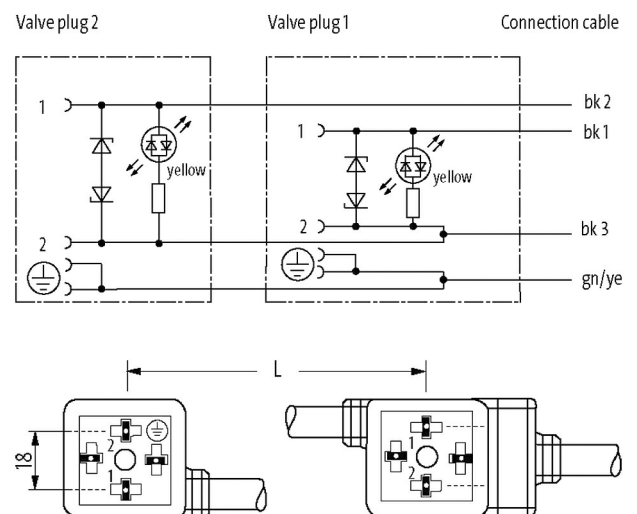 Valve plug 2 Valve plug 1 Connection cable
1 bk 2
1 bk 1
yellow yellow
2 bk 3
2
gn/ye
L
18
2 1
1 2